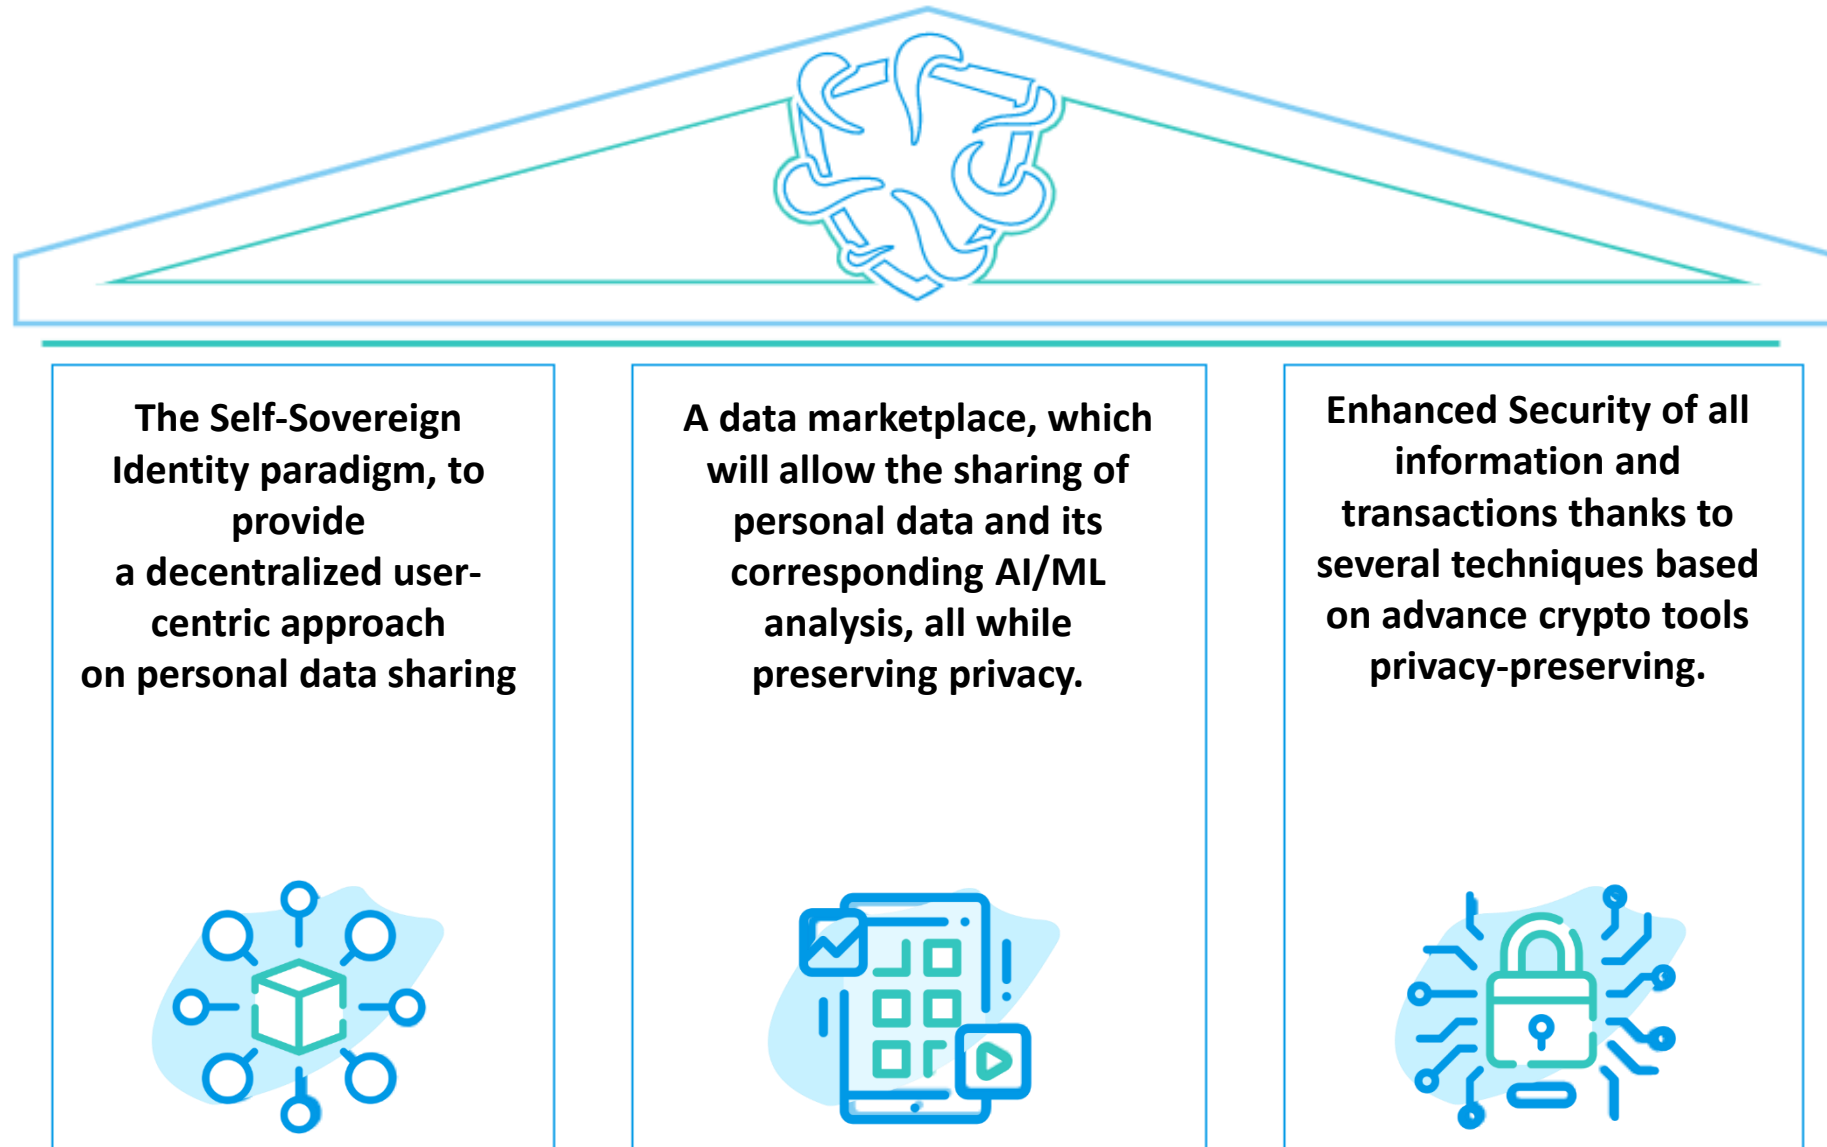 The Self-Sovereign
Identity paradigm, to
provide
a decentralized user-
centric approach
on personal data sharing
A data marketplace, which
will allow the sharing of
personal data and its
corresponding AI/ML
analysis, all while
preserving privacy.
Enhanced Security of all
information and
transactions thanks to
several techniques based
on advance crypto tools
privacy-preserving.